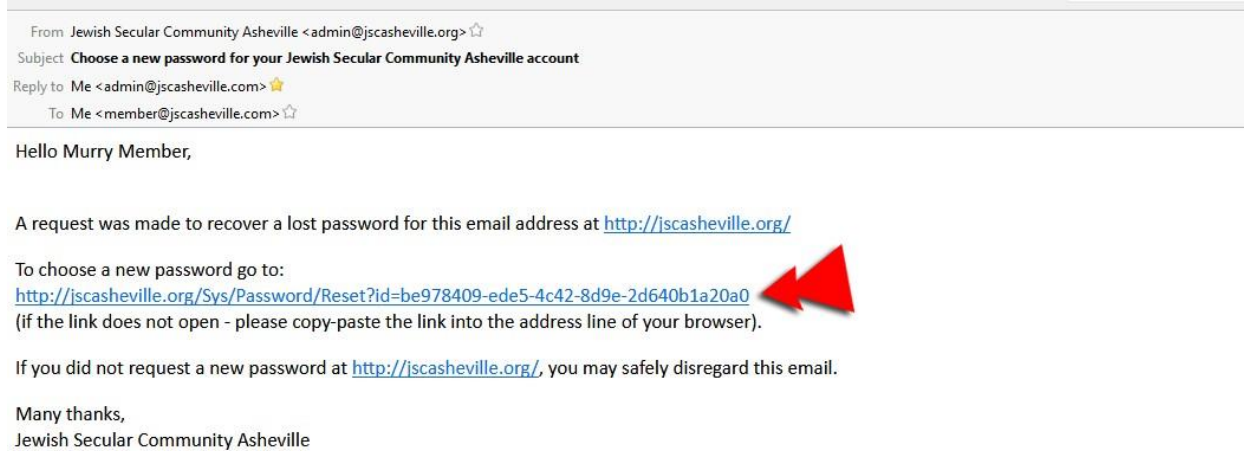 From Jewish Secular Community Asheville <admin@jscasheville.org>
Subject Choose a new password for your Jewish Secular Community Asheville account
Reply to Me <admin@jscasheville.com>
To Me <member@jscasheville.com>
Hello Murry Member,
A request was made to recover a lost password for this email address at http://jscasheville.org/
To choose a new password go to:
http://jscasheville.org/Sys/Password/Reset?id=be978409-ede5-4c42-8d9e-2d640b1a20a0
(if the link does not open - please copy-paste the link into the address line of your browser).
If you did not request a new password at http://jscasheville.org/, you may safely disregard this email.
Many thanks,
Jewish Secular Community Asheville